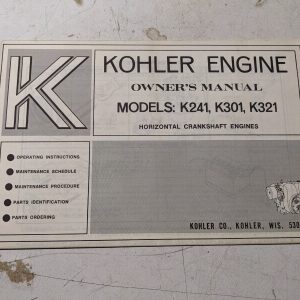 KOHLER ENGINE
OWNER'S MANUAL
MODELS: K241, K301, K321
HORIZONTAL CRANKSHAFT ENGINES
OPERATING INSTRUCTIONS
MAINTENANCE SCHEDULE
MAINTENANCE PROCEDURE
PARTS IDENTIFICATION
PARTS ORDERING
KOHLER CO., KOHLER, WIS. 530